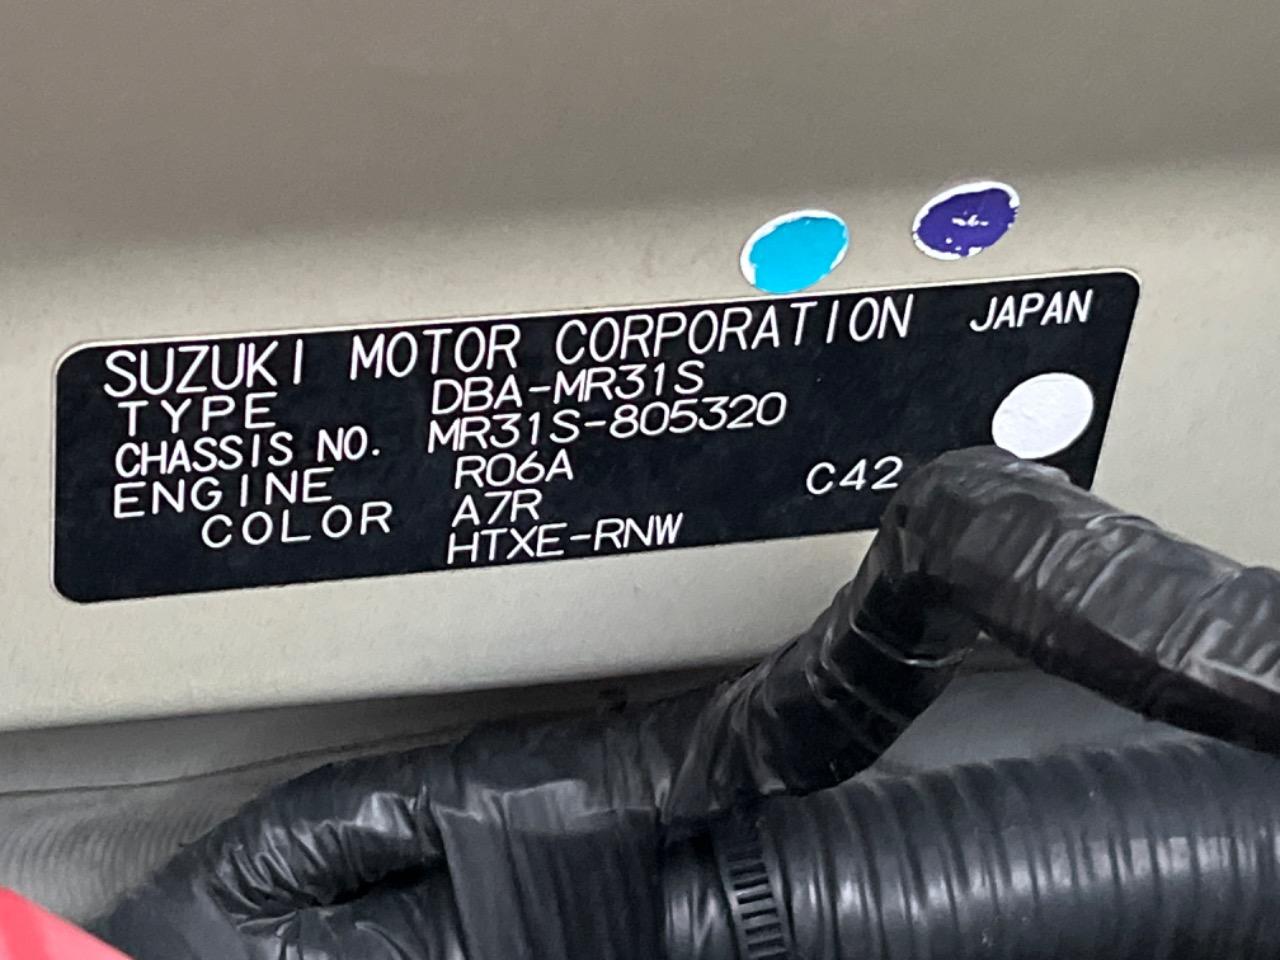 SUZUKI MOTOR CORPORATION JAPAN
TYPE DBA-MR31S
CHASSIS NO. MR31S-805320
ENGINE R06A
COLOR A7R C42
HTXE-RNW